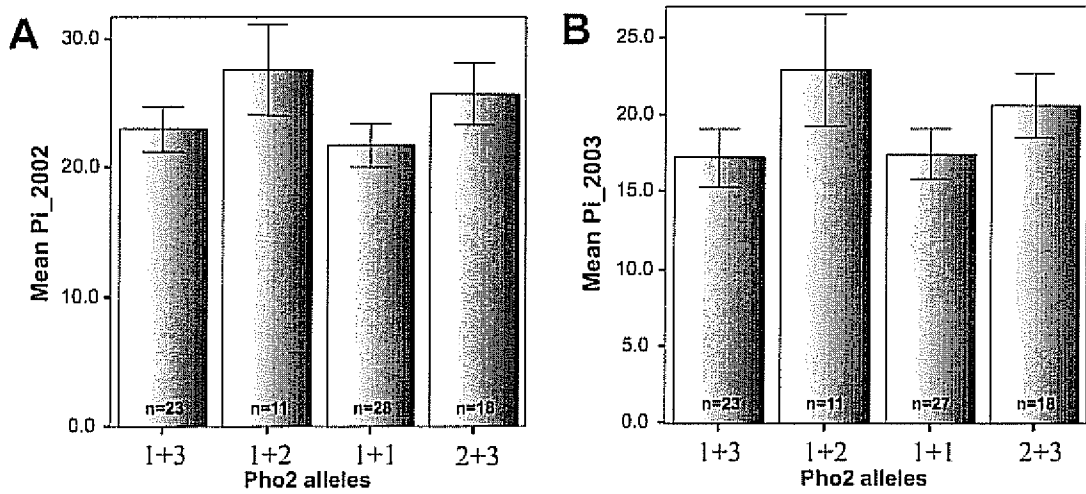 A
Mean Pi_2002
30.0
20.0
10.0
0.0
n=23 n=11 n=28 n=18
1+3 1+2 1+1 2+3
Pho2 alleles
B
Mean Pi_2003
25.0
20.0
15.0
10.0
5.0
0.0
n=23 n=11 n=27 n=18
1+3 1+2 1+1 2+3
Pho2 alleles